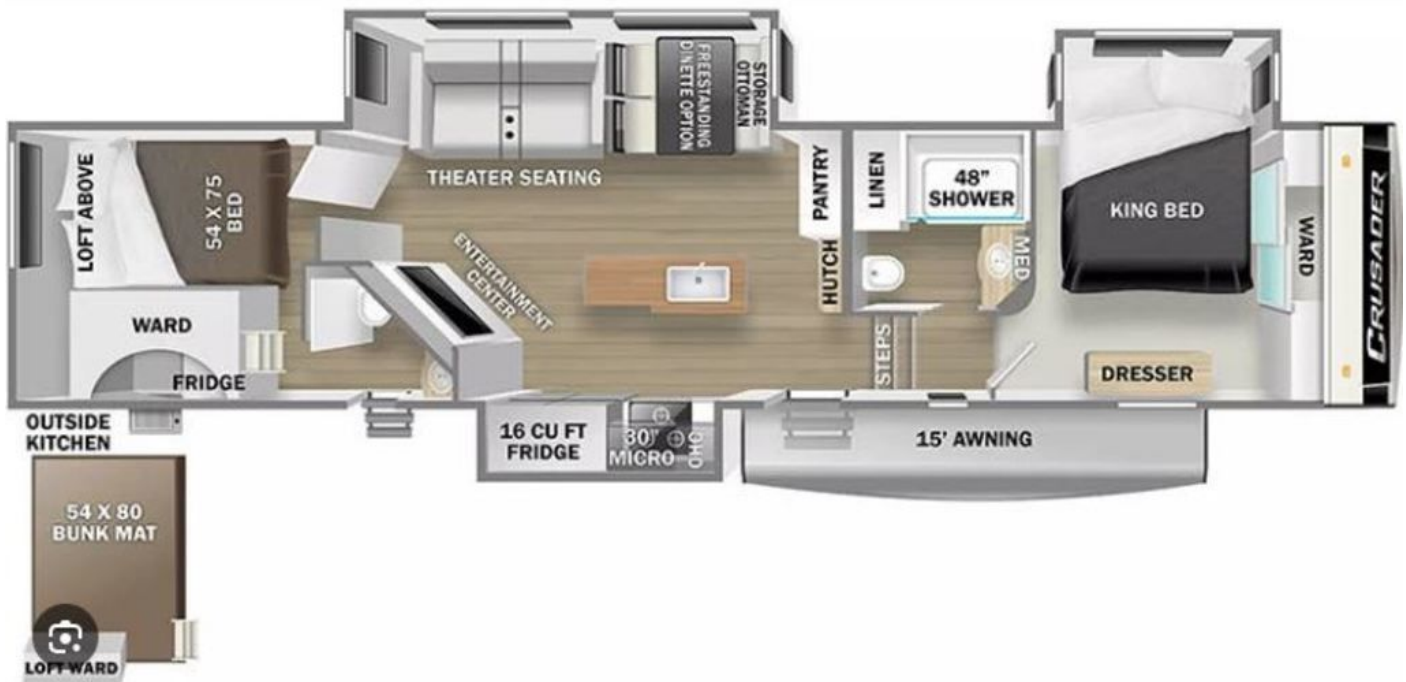 LOFT ABOVE
54 X 75
BED
WARD
FRIDGE
OUTSIDE
KITCHEN
54 X 80
BUNK MAT
LOFT WARD
THEATER SEATING
FREESTANDING
DINETTE OPTION
STORAGE
OTTOMAN
ENTERTAINMENT
CENTER
PANTRY
HUTCH
LINEN
48"
SHOWER
MED
STEPS
KING BED
WARD
DRESSER
CRUSADER
16 CU FT
FRIDGE
30"
MICRO
OHD
15' AWNING